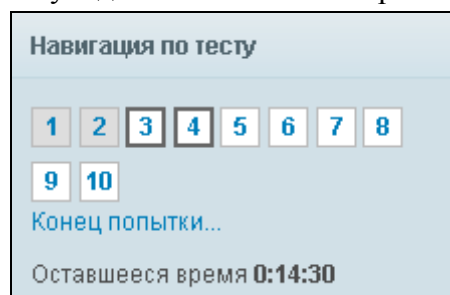 Навигация по тесту
1 2 3 4 5 6 7 8
9 10
Конец попытки...
Оставшееся время 0:14:30